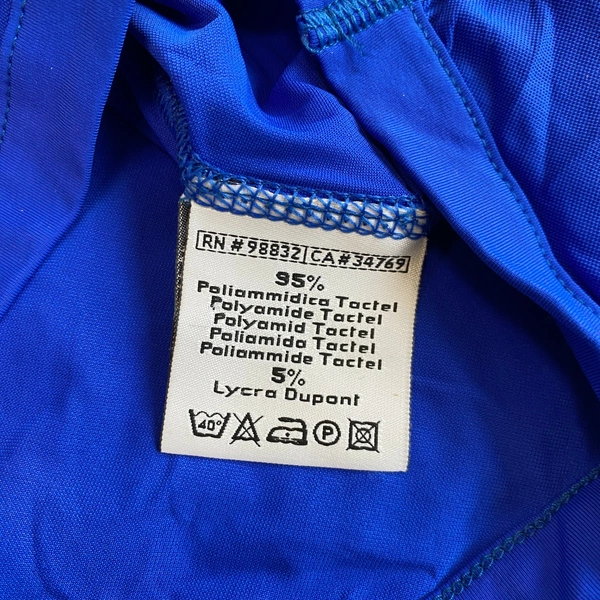 RN # 98832 CA # 34769
95%
Poliammidica Tactel
Polyamide Tactel
Polyamid Tactel
Poliamida Tactel
Poliammide Tactel
5%
Lycra Dupont
40° P